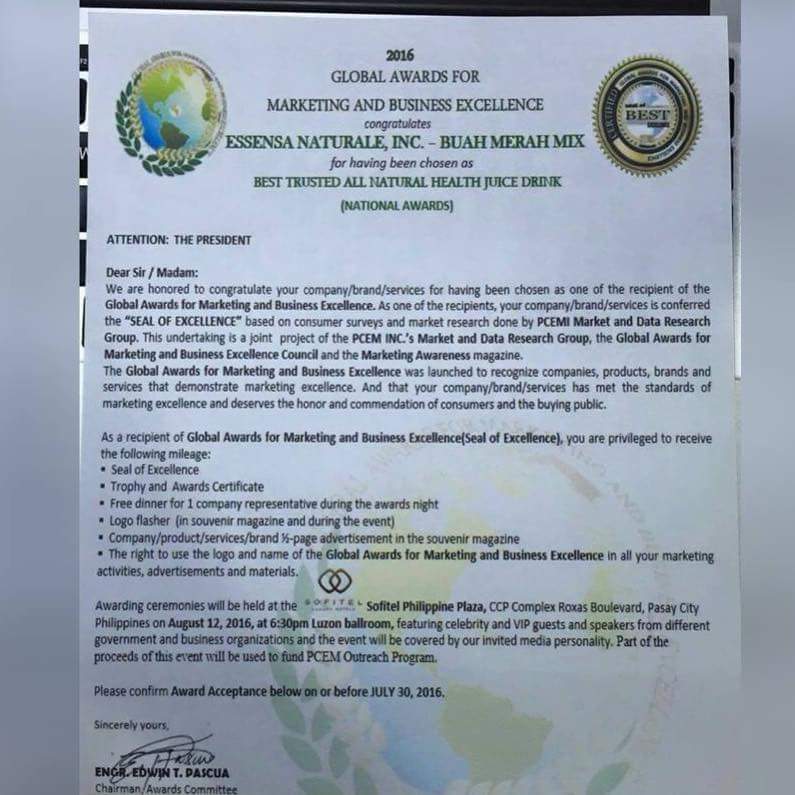 2016
GLOBAL AWARDS FOR
MARKETING AND BUSINESS EXCELLENCE
congratulates
ESSENSA NATURALE, INC. – BUAH MERAH MIX
for having been chosen as
BEST TRUSTED ALL NATURAL HEALTH JUICE DRINK
(NATIONAL AWARDS)
CERTIFIED
BEST
ATTENTION: THE PRESIDENT
Dear Sir / Madam:
We are honored to congratulate your company/brand/services for having been chosen as one of the recipient of the
Global Awards for Marketing and Business Excellence. As one of the recipients, your company/brand/services is conferred
the "SEAL OF EXCELLENCE" based on consumer surveys and market research done by PCEMI Market and Data Research
Group. This undertaking is a joint project of the PCEM INC.'s Market and Data Research Group, the Global Awards for
Marketing and Business Excellence Council and the Marketing Awareness magazine.
The Global Awards for Marketing and Business Excellence was launched to recognize companies, products, brands and
services that demonstrate marketing excellence. And that your company/brand/services has met the standards of
marketing excellence and deserves the honor and commendation of consumers and the buying public.
As a recipient of Global Awards for Marketing and Business Excellence(Seal of Excellence), you are privileged to receive
the following mileage:
▪ Seal of Excellence
▪ Trophy and Awards Certificate
▪ Free dinner for 1 company representative during the awards night
▪ Logo flasher (in souvenir magazine and during the event)
▪ Company/product/services/brand ½-page advertisement in the souvenir magazine
▪ The right to use the logo and name of the Global Awards for Marketing and Business Excellence in all your marketing
activities, advertisements and materials.
Awarding ceremonies will be held at the SOFITEL Sofitel Philippine Plaza, CCP Complex Roxas Boulevard, Pasay City
Philippines on August 12, 2016, at 6:30pm Luzon ballroom, featuring celebrity and VIP guests and speakers from different
government and business organizations and the event will be covered by our invited media personality. Part of the
proceeds of this event will be used to fund PCEM Outreach Program.
Please confirm Award Acceptance below on or before JULY 30, 2016.
Sincerely yours,
ENGR. EDWIN T. PASCUA
Chairman/Awards Committee